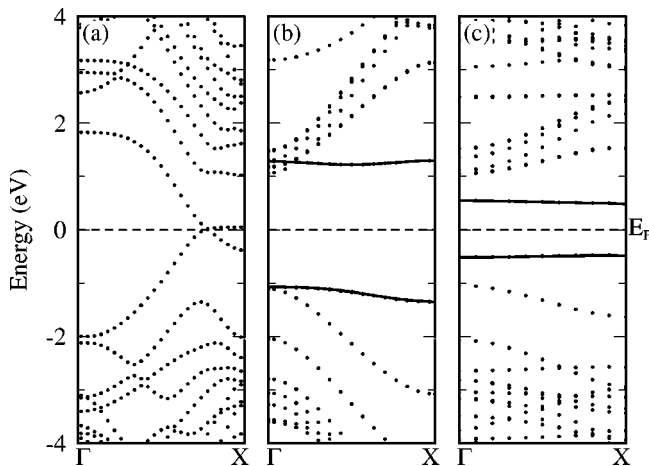 (a) (b) (c)
4
2
0
-2
-4
Energy (eV)
E_F
Γ X Γ X Γ X